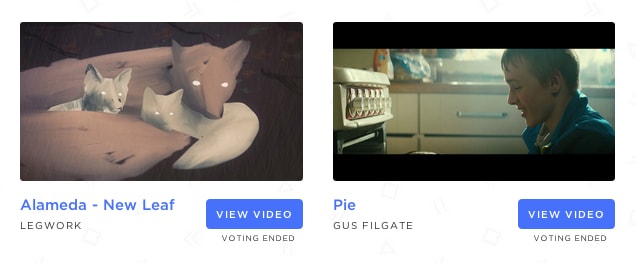 Alameda - New Leaf
LEGWORK
VIEW VIDEO
VOTING ENDED
Pie
GUS FILGATE
VIEW VIDEO
VOTING ENDED